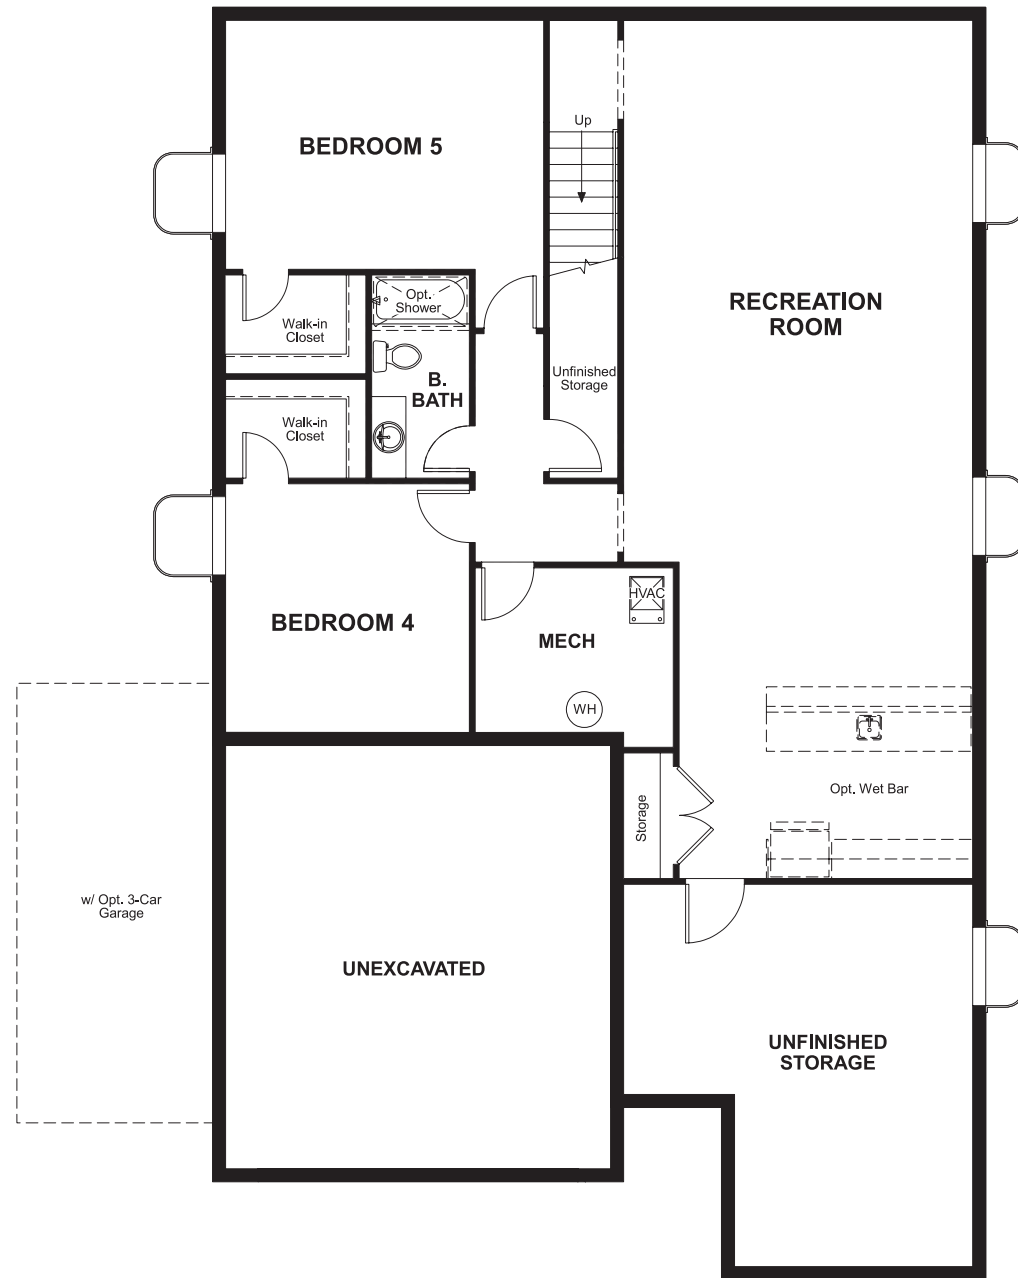 Up
BEDROOM 5
Opt.
Shower
RECREATION
ROOM
Walk-in
Closet
Unfinished
Storage
B.
BATH
Walk-in
Closet
HVAC
BEDROOM 4
MECH
WH
Opt. Wet Bar
Storage
w/ Opt. 3-Car
Garage
UNEXCAVATED
UNFINISHED
STORAGE